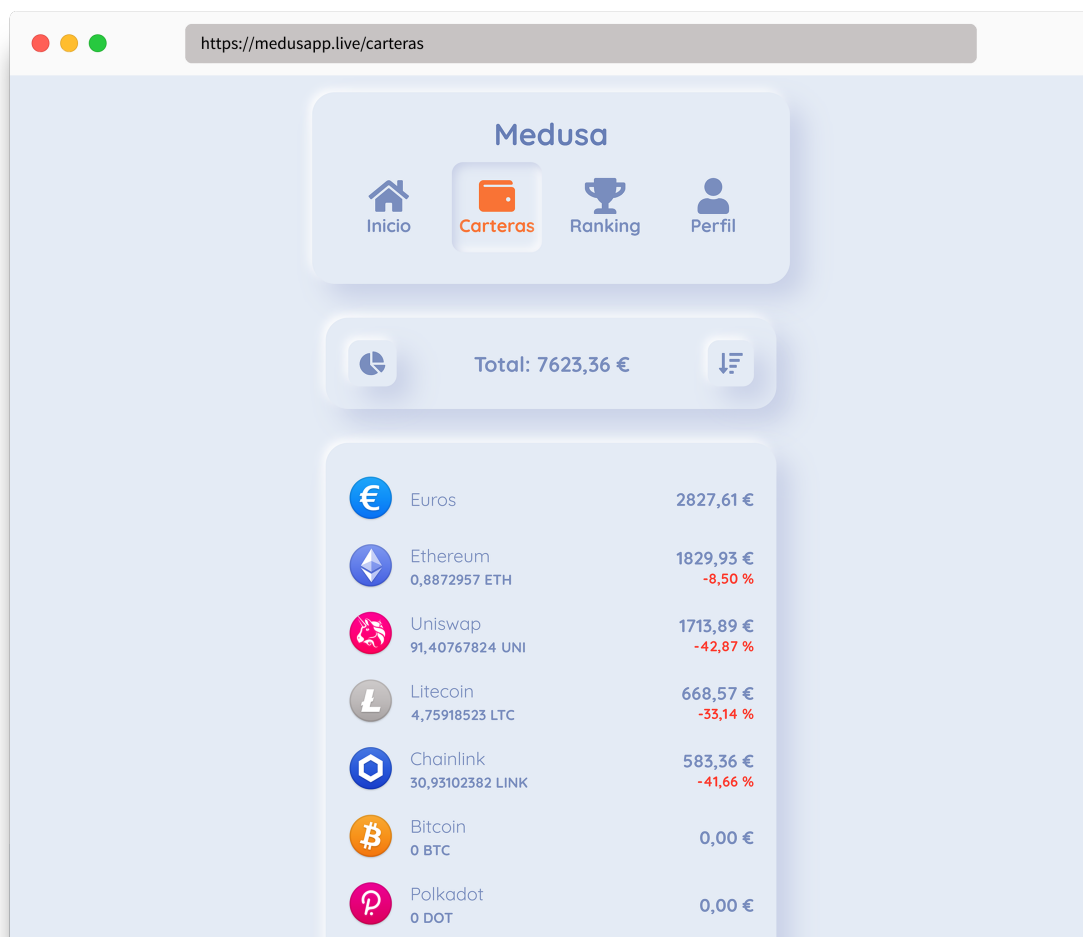 https://medusapp.live/carteras
Medusa
Inicio
Carteras
Ranking
Perfil
Total: 7623,36 €
Euros
2827,61 €
Ethereum
1829,93 €
0,8872957 ETH
-8,50 %
Uniswap
1713,89 €
91,40767824 UNI
-42,87 %
Litecoin
668,57 €
4,75918523 LTC
-33,14 %
Chainlink
583,36 €
30,93102382 LINK
-41,66 %
Bitcoin
0,00 €
0 BTC
Polkadot
0,00 €
0 DOT